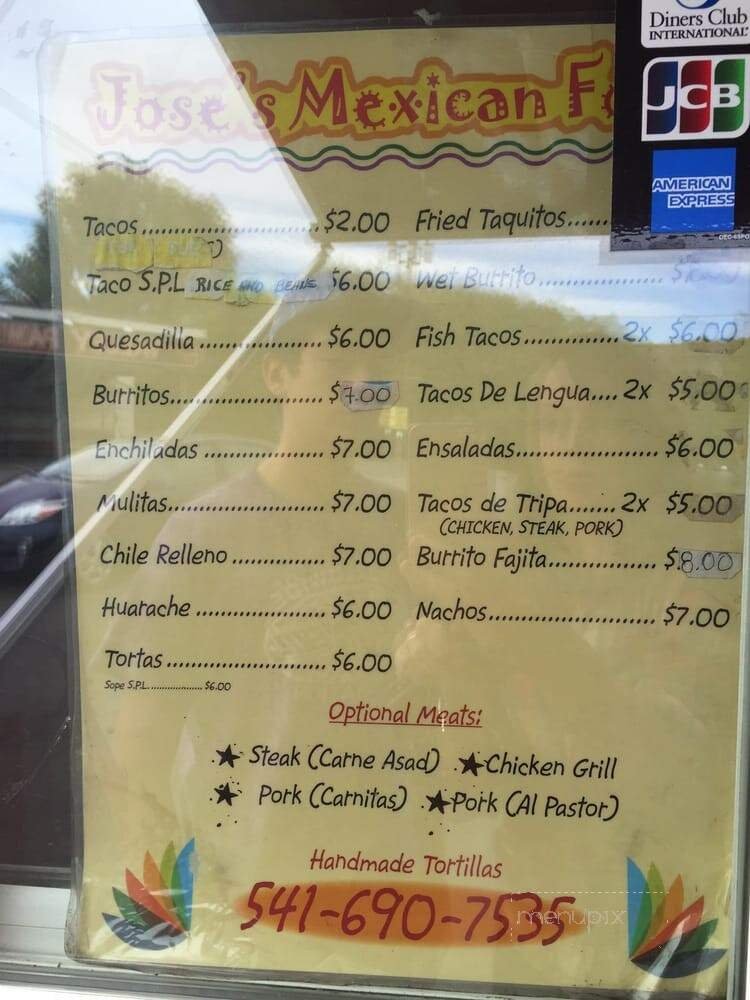 Diners Club
INTERNATIONAL
JCB
AMERICAN
EXPRESS
Jose's Mexican
Tacos $2.00
Taco S.P.L RICE AND BEANS $6.00
Quesadilla $6.00
Burritos $7.00
Enchiladas $7.00
Mulitas $7.00
Chile Relleno $7.00
Huarache $6.00
Tortas $6.00
Sope S.P.L. $6.00
Fried Taquitos
Wet Burrito
Fish Tacos 2x $6.00
Tacos De Lengua 2x $5.00
Ensaladas $6.00
Tacos de Tripa 2x $5.00
(CHICKEN, STEAK, PORK)
Burrito Fajita $8.00
Nachos $7.00
Optional Meats:
Steak (Carne Asad) Chicken Grill
Pork (Carnitas) Pork (Al Pastor)
Handmade Tortillas
541-690-7535
menupix